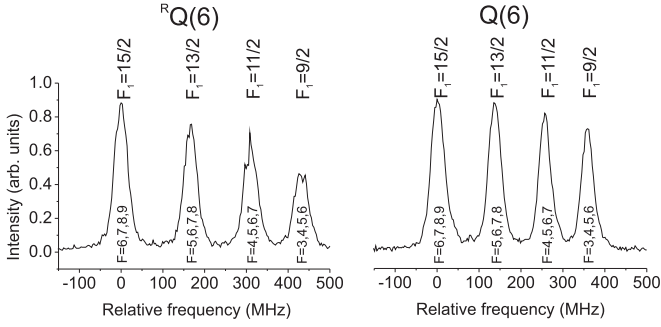 ᴿQ(6)
Q(6)
F₁=15/2
F₁=13/2
F₁=11/2
F₁=9/2
F₁=15/2
F₁=13/2
F₁=11/2
F₁=9/2
Intensity (arb. units)
1.0
0.8
0.6
0.4
0.2
0.0
F=6,7,8,9
F=5,6,7,8
F=4,5,6,7
F=3,4,5,6
F=6,7,8,9
F=5,6,7,8
F=4,5,6,7
F=3,4,5,6
-100 0 100 200 300 400 500
-100 0 100 200 300 400 500
Relative frequency (MHz)
Relative frequency (MHz)